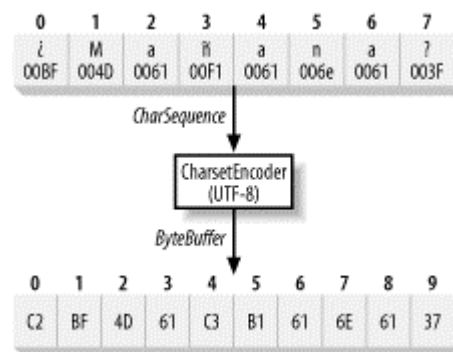 0 1 2 3 4 5 6 7
¿ M a ñ a n a ?
00BF 004D 0061 00F1 0061 006e 0061 003F
CharSequence
CharsetEncoder
(UTF-8)
ByteBuffer
0 1 2 3 4 5 6 7 8 9
C2 BF 4D 61 C3 B1 61 6E 61 37